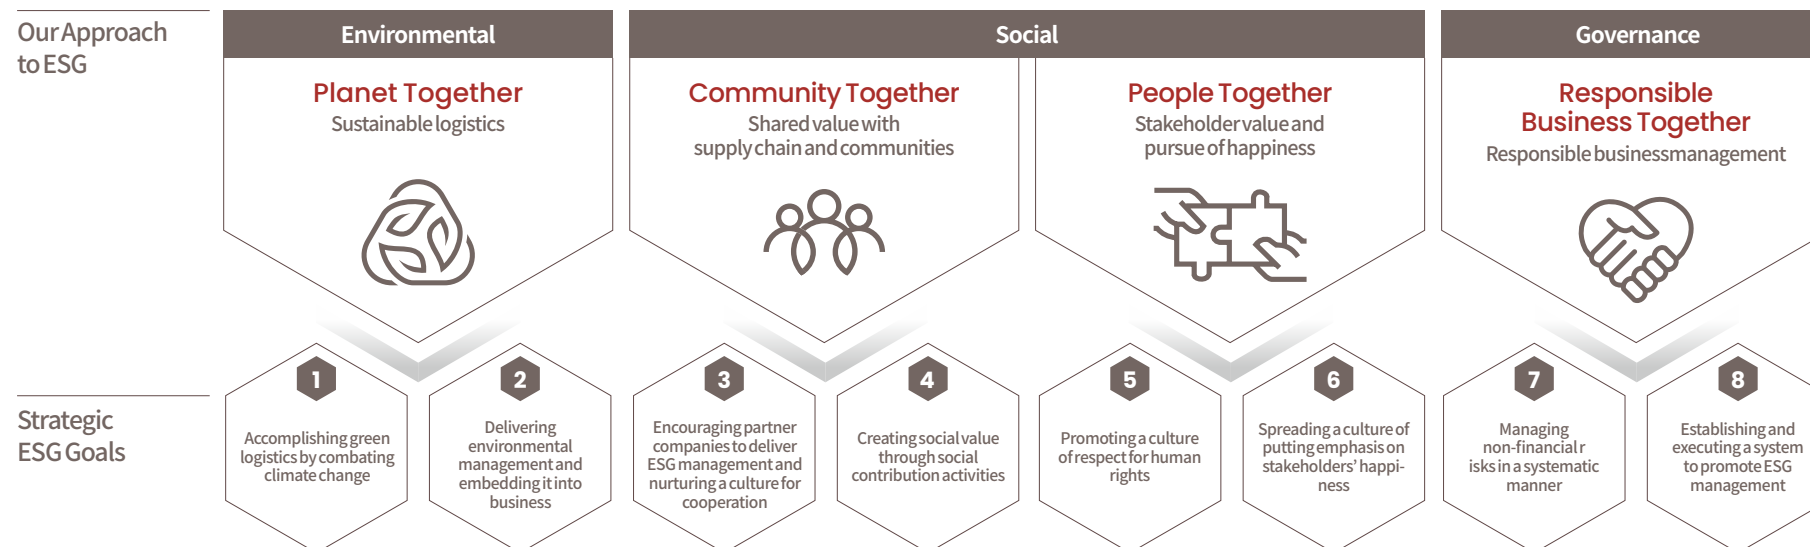 Our Approach
to ESG
Environmental
Social
Governance
Planet Together
Sustainable logistics
Community Together
Shared value with
supply chain and communities
People Together
Stakeholder value and
pursue of happiness
Responsible
Business Together
Responsible businessmanagement
Strategic
ESG Goals
1
Accomplishing green
logistics by combating
climate change
2
Delivering
environmental
management and
embedding it into
business
3
Encouraging partner
companies to deliver
ESG management and
nurturing a culture for
cooperation
4
Creating social value
through social
contribution activities
5
Promoting a culture
of respect for human
rights
6
Spreading a culture of
putting emphasis on
stakeholders' happi-
ness
7
Managing
non-financial r
isks in a systematic
manner
8
Establishing and
executing a system
to promote ESG
management